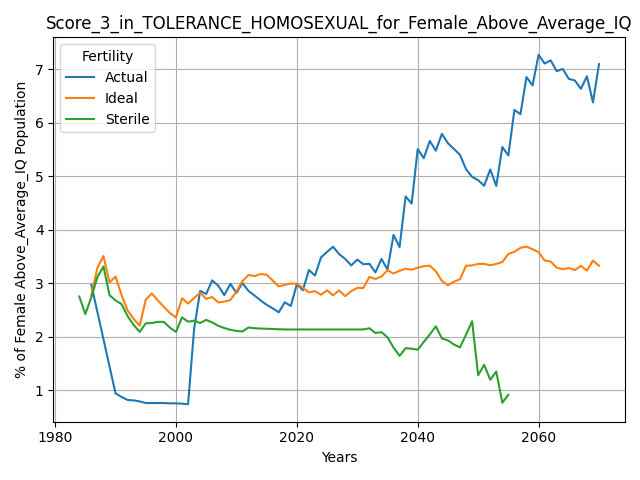 Score_3_in_TOLERANCE_HOMOSEXUAL_for_Female_Above_Average_IQ
% of Female Above_Average_IQ Population
Fertility
Actual
Ideal
Sterile
7
6
5
4
3
2
1
1980
2000
2020
2040
2060
Years